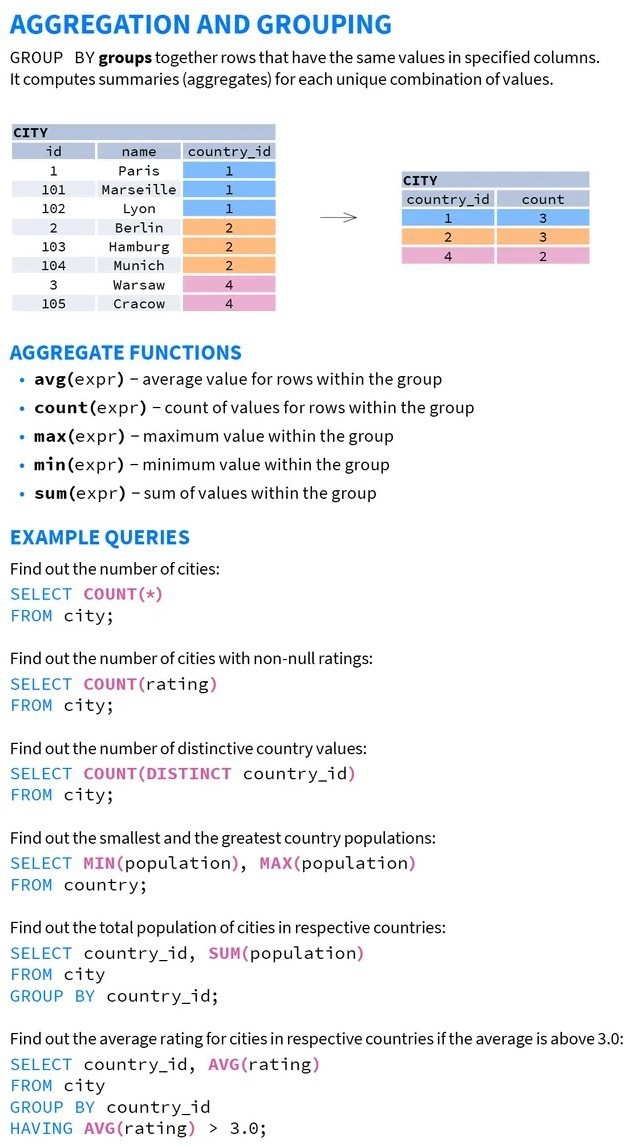 AGGREGATION AND GROUPING
GROUP BY groups together rows that have the same values in specified columns.
It computes summaries (aggregates) for each unique combination of values.
CITY
id name country_id
1 Paris 1
101 Marseille 1
102 Lyon 1
2 Berlin 2
103 Hamburg 2
104 Munich 2
3 Warsaw 4
105 Cracow 4
CITY
country_id count
1 3
2 3
4 2
AGGREGATE FUNCTIONS
• avg(expr) – average value for rows within the group
• count(expr) – count of values for rows within the group
• max(expr) – maximum value within the group
• min(expr) – minimum value within the group
• sum(expr) – sum of values within the group
EXAMPLE QUERIES
Find out the number of cities:
SELECT COUNT(*)
FROM city;
Find out the number of cities with non-null ratings:
SELECT COUNT(rating)
FROM city;
Find out the number of distinctive country values:
SELECT COUNT(DISTINCT country_id)
FROM city;
Find out the smallest and the greatest country populations:
SELECT MIN(population), MAX(population)
FROM country;
Find out the total population of cities in respective countries:
SELECT country_id, SUM(population)
FROM city
GROUP BY country_id;
Find out the average rating for cities in respective countries if the average is above 3.0:
SELECT country_id, AVG(rating)
FROM city
GROUP BY country_id
HAVING AVG(rating) > 3.0;